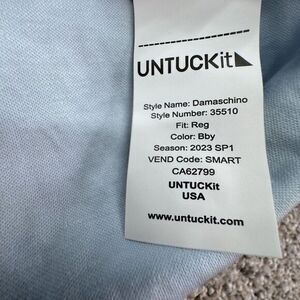 UNTUCKit
Style Name: Damaschino
Style Number: 35510
Fit: Reg
Color: Bby
Season: 2023 SP1
VEND Code: SMART
CA62799
UNTUCKit
USA
www.untuckit.com